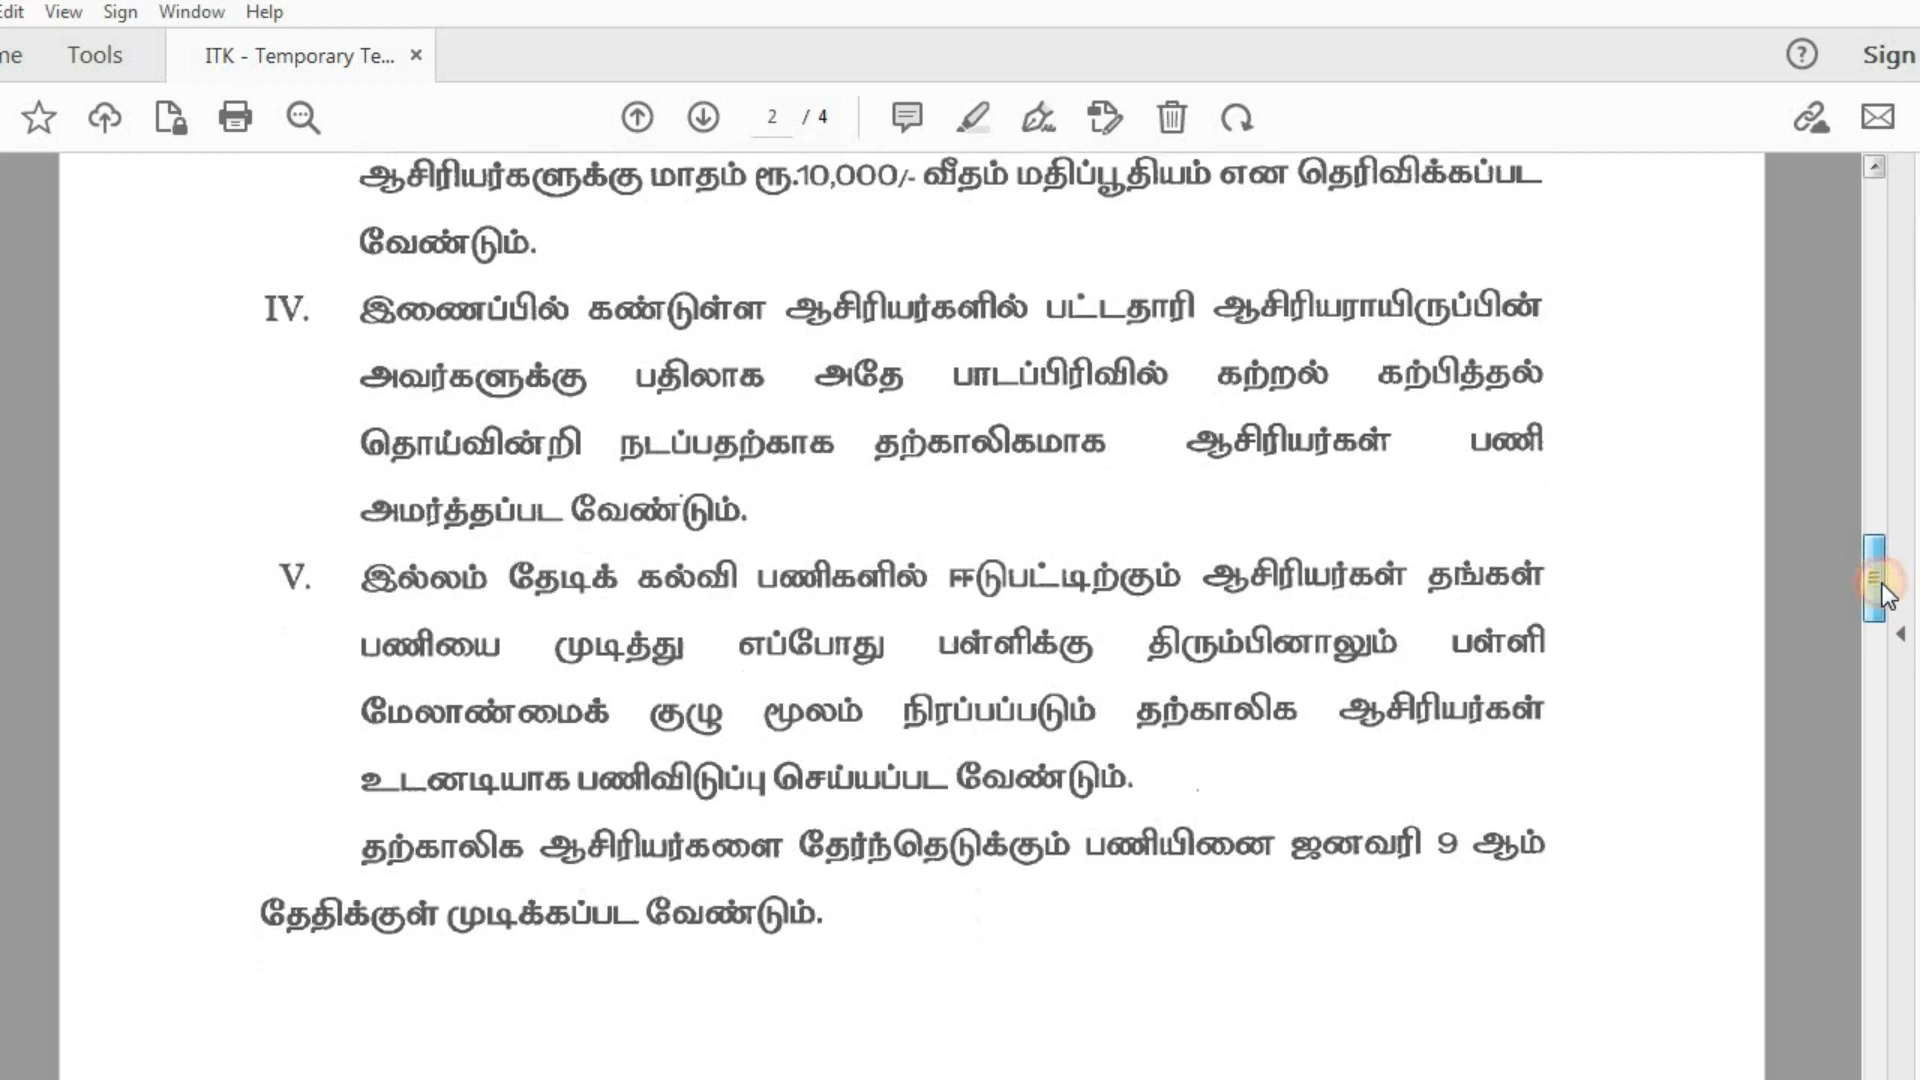 Edit View Sign Window Help
me Tools ITK - Temporary Te... × Sign
2 / 4
ஆசிரியர்களுக்கு மாதம் ரூ.10,000/- வீதம் மதிப்பூதியம் என தெரிவிக்கப்பட
வேண்டும்.
IV. இணைப்பில் கண்டுள்ள ஆசிரியர்களில் பட்டதாரி ஆசிரியராயிருப்பின்
அவர்களுக்கு பதிலாக அதே பாடப்பிரிவில் கற்றல் கற்பித்தல்
தொய்வின்றி நடப்பதற்காக தற்காலிகமாக ஆசிரியர்கள் பணி
அமர்த்தப்பட வேண்டும்.
V. இல்லம் தேடிக் கல்வி பணிகளில் ஈடுபட்டிற்கும் ஆசிரியர்கள் தங்கள்
பணியை முடித்து எப்போது பள்ளிக்கு திரும்பினாலும் பள்ளி
மேலாண்மைக் குழு மூலம் நிரப்பப்படும் தற்காலிக ஆசிரியர்கள்
உடனடியாக பணிவிடுப்பு செய்யப்பட வேண்டும்.
தற்காலிக ஆசிரியர்களை தேர்ந்தெடுக்கும் பணியினை ஜனவரி 9 ஆம்
தேதிக்குள் முடிக்கப்பட வேண்டும்.